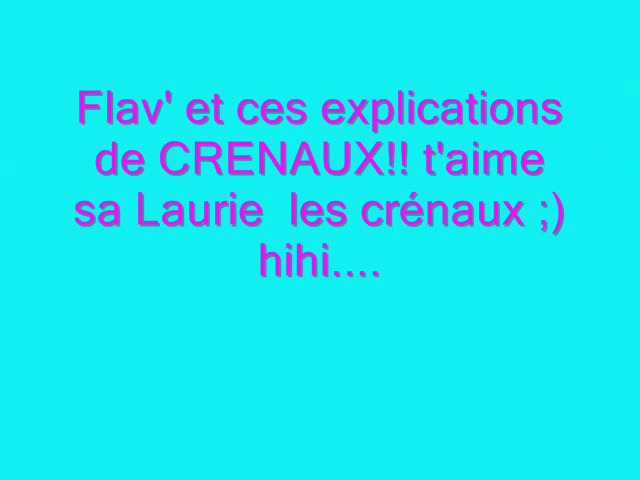 Flav' et ces explications
de CRENAUX!! t'aime
sa Laurie  les crénaux ;)
hihi....